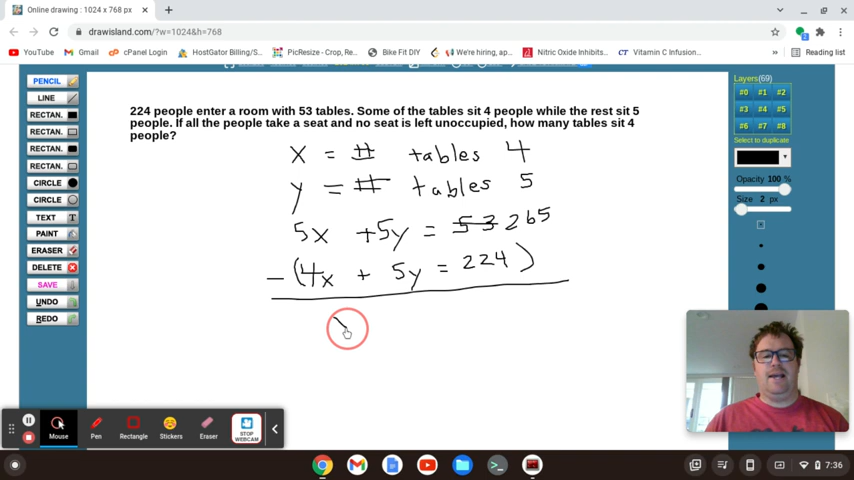 Online drawing : 1024 x 768 px
drawisland.com/?w=1024&h=768
YouTube Gmail cPanel Login HostGator Billing/S... PicResize - Crop, Re... Bike Fit DIY We're hiring, ap... Nitric Oxide Inhibits... Vitamin C Infusion... » Reading list
PENCIL
LINE
RECTAN.
RECTAN.
RECTAN.
RECTAN.
CIRCLE
CIRCLE
TEXT T
PAINT
ERASER
DELETE
SAVE
UNDO
REDO
224 people enter a room with 53 tables. Some of the tables sit 4 people while the rest sit 5
people. If all the people take a seat and no seat is left unoccupied, how many tables sit 4
people?
x = # tables 4
y = # tables 5
5x + 5y = 53 265
- (4x + 5y = 224)
Layers(69)
#0 #1 #2
#3 #4 #5
#6 #7 #8
Select to duplicate
Opacity 100 %
Size 2 px
Mouse
Pen
Rectangle
Stickers
Eraser
STOP
WEBCAM
7:36